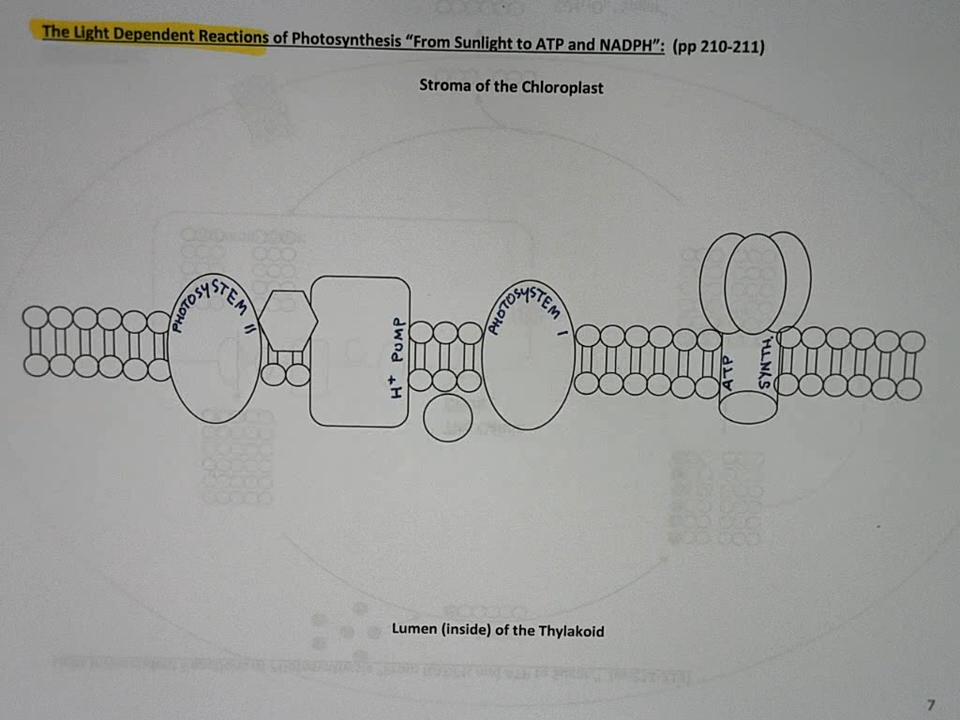 The Light Dependent Reactions of Photosynthesis “From Sunlight to ATP and NADPH”: (pp 210-211)
Stroma of the Chloroplast
PHOTOSYSTEM II
H+ PUMP
PHOTOSYSTEM I
ATP
SYNTH.
Lumen (inside) of the Thylakoid
7